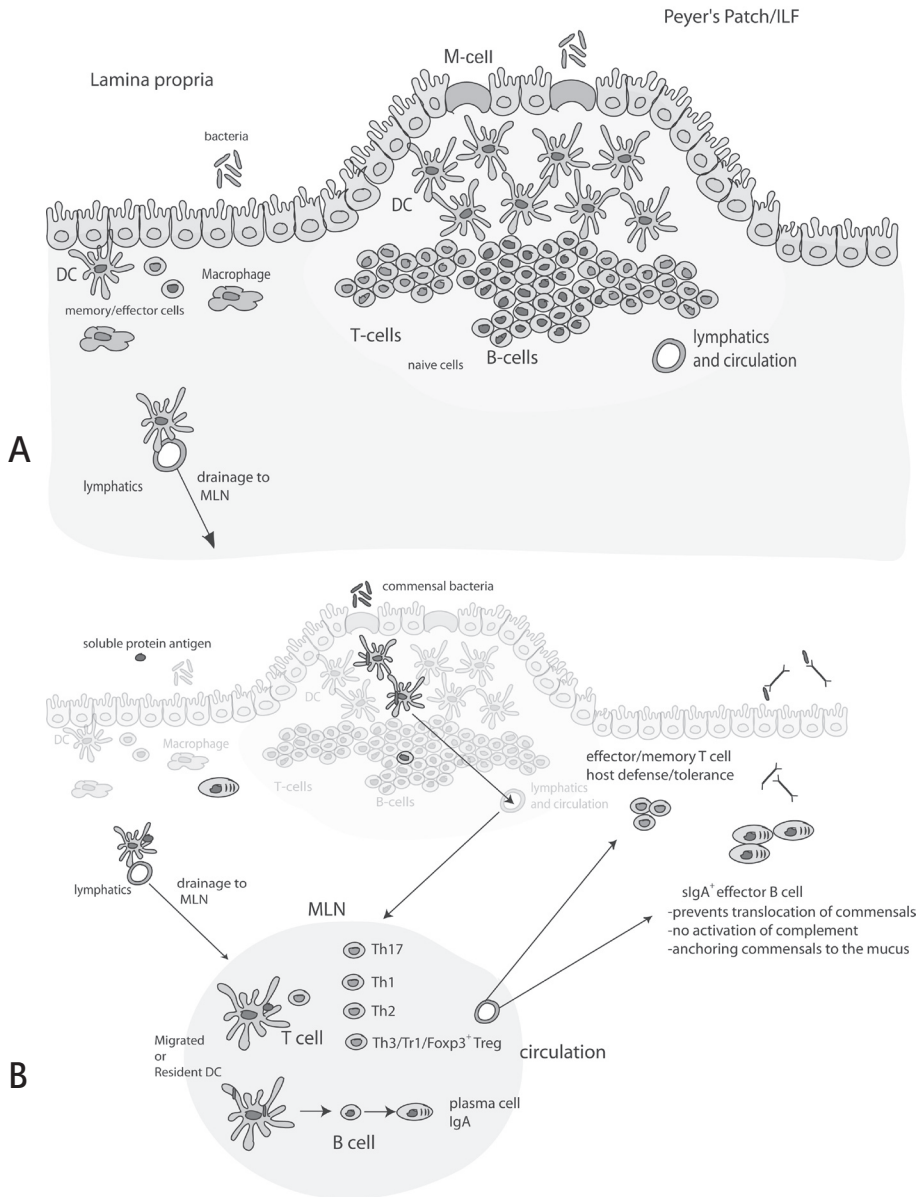 Peyer's Patch/ILF
M-cell
Lamina propria
bacteria
DC
DC
Macrophage
memory/effector cells
T-cells
B-cells
naive cells
lymphatics
and circulation
A
lymphatics
drainage to
MLN
commensal bacteria
soluble protein antigen
DC
DC
Macrophage
T-cells
B-cells
lymphatics
and circulation
effector/memory T cell
host defense/tolerance
lymphatics
drainage to
MLN
sIgA+ effector B cell
-prevents translocation of commensals
-no activation of complement
-anchoring commensals to the mucus
MLN
Th17
Th1
Th2
Th3/Tr1/Foxp3+ Treg
T cell
circulation
Migrated
or
Resident DC
B
plasma cell
IgA
B cell